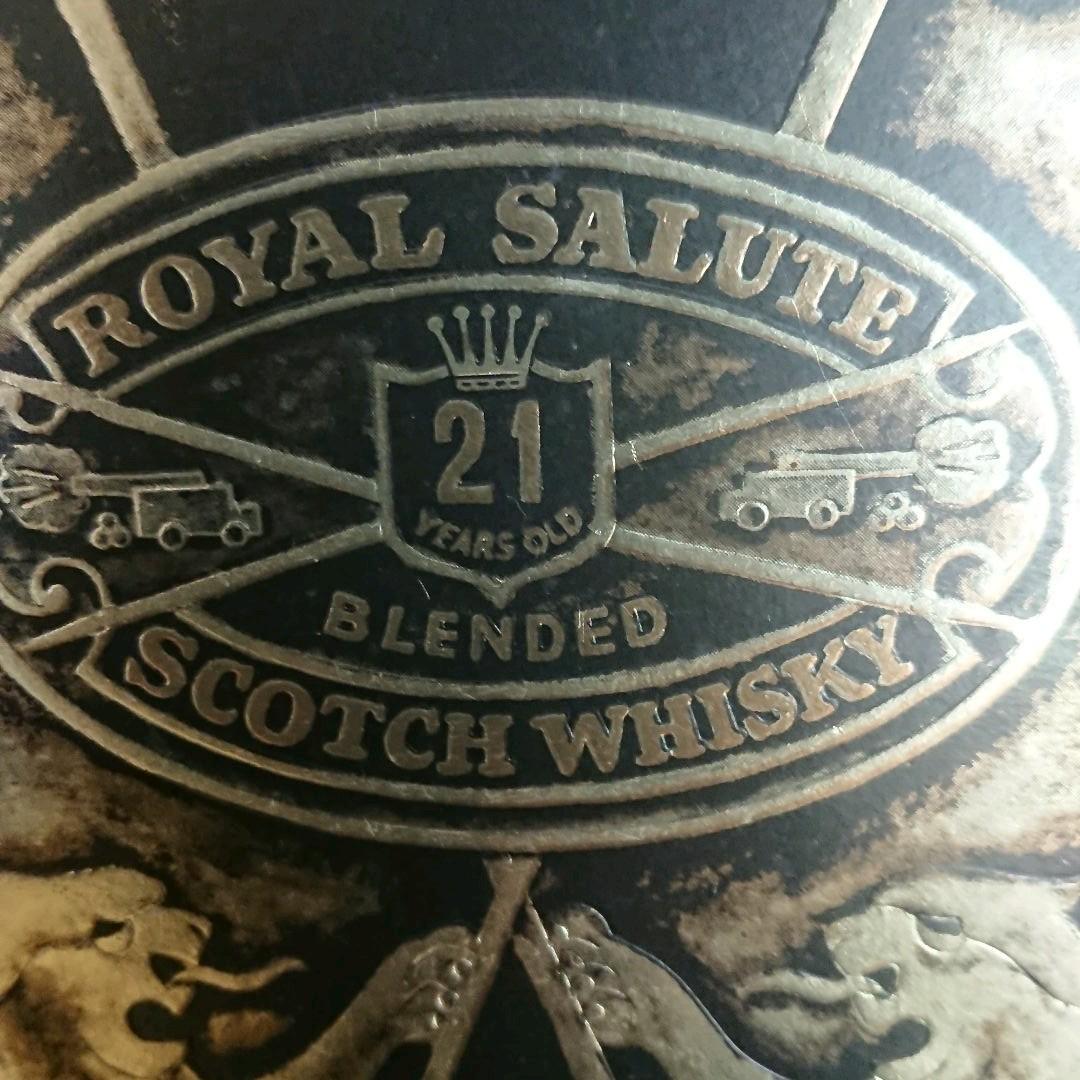 ROYAL SALUTE
21
YEARS OLD
BLENDED
SCOTCH WHISKY